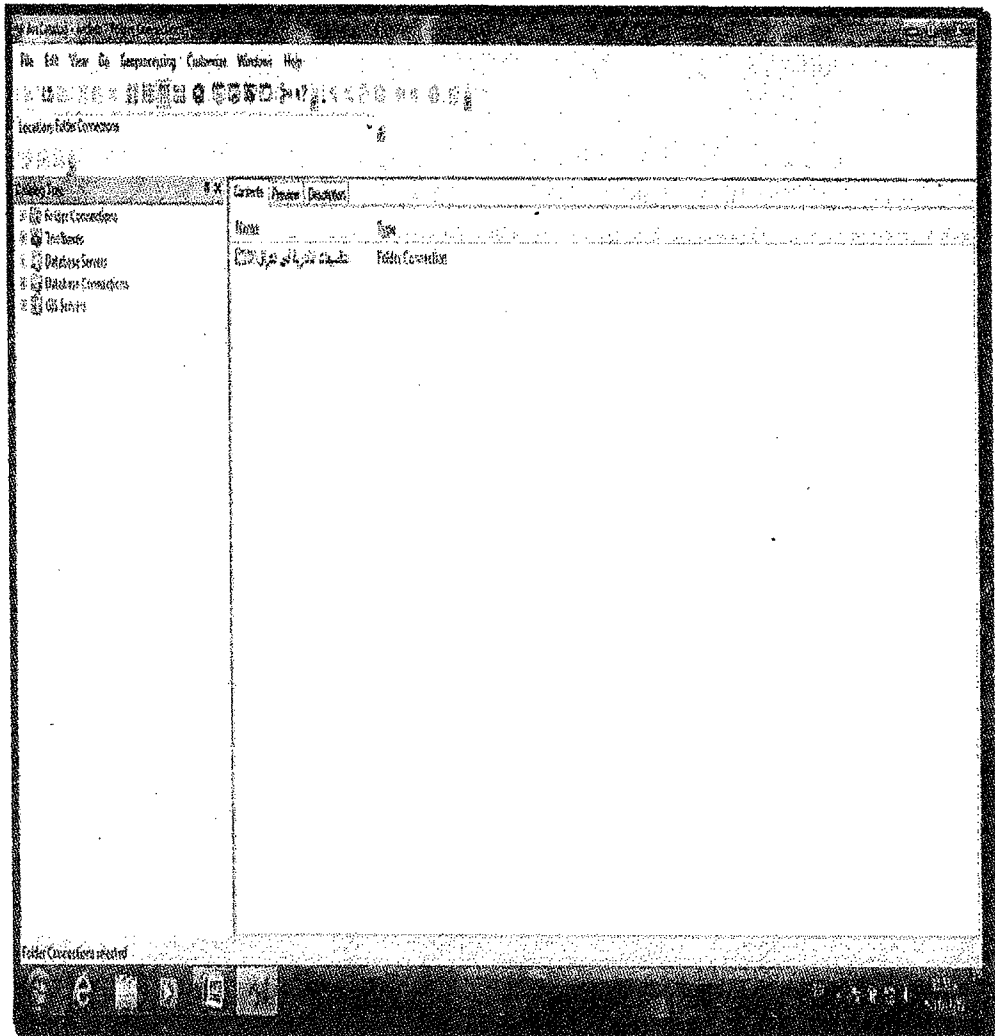 File Edit View Go Geoprocessing Customize Windows Help
Location: Folder Connections
Catalog Tree
Contents Preview Description
Folder Connections
Toolboxes
Database Servers
Database Connections
GIS Servers
Name Type
Folder Connection
Folder Connections selected